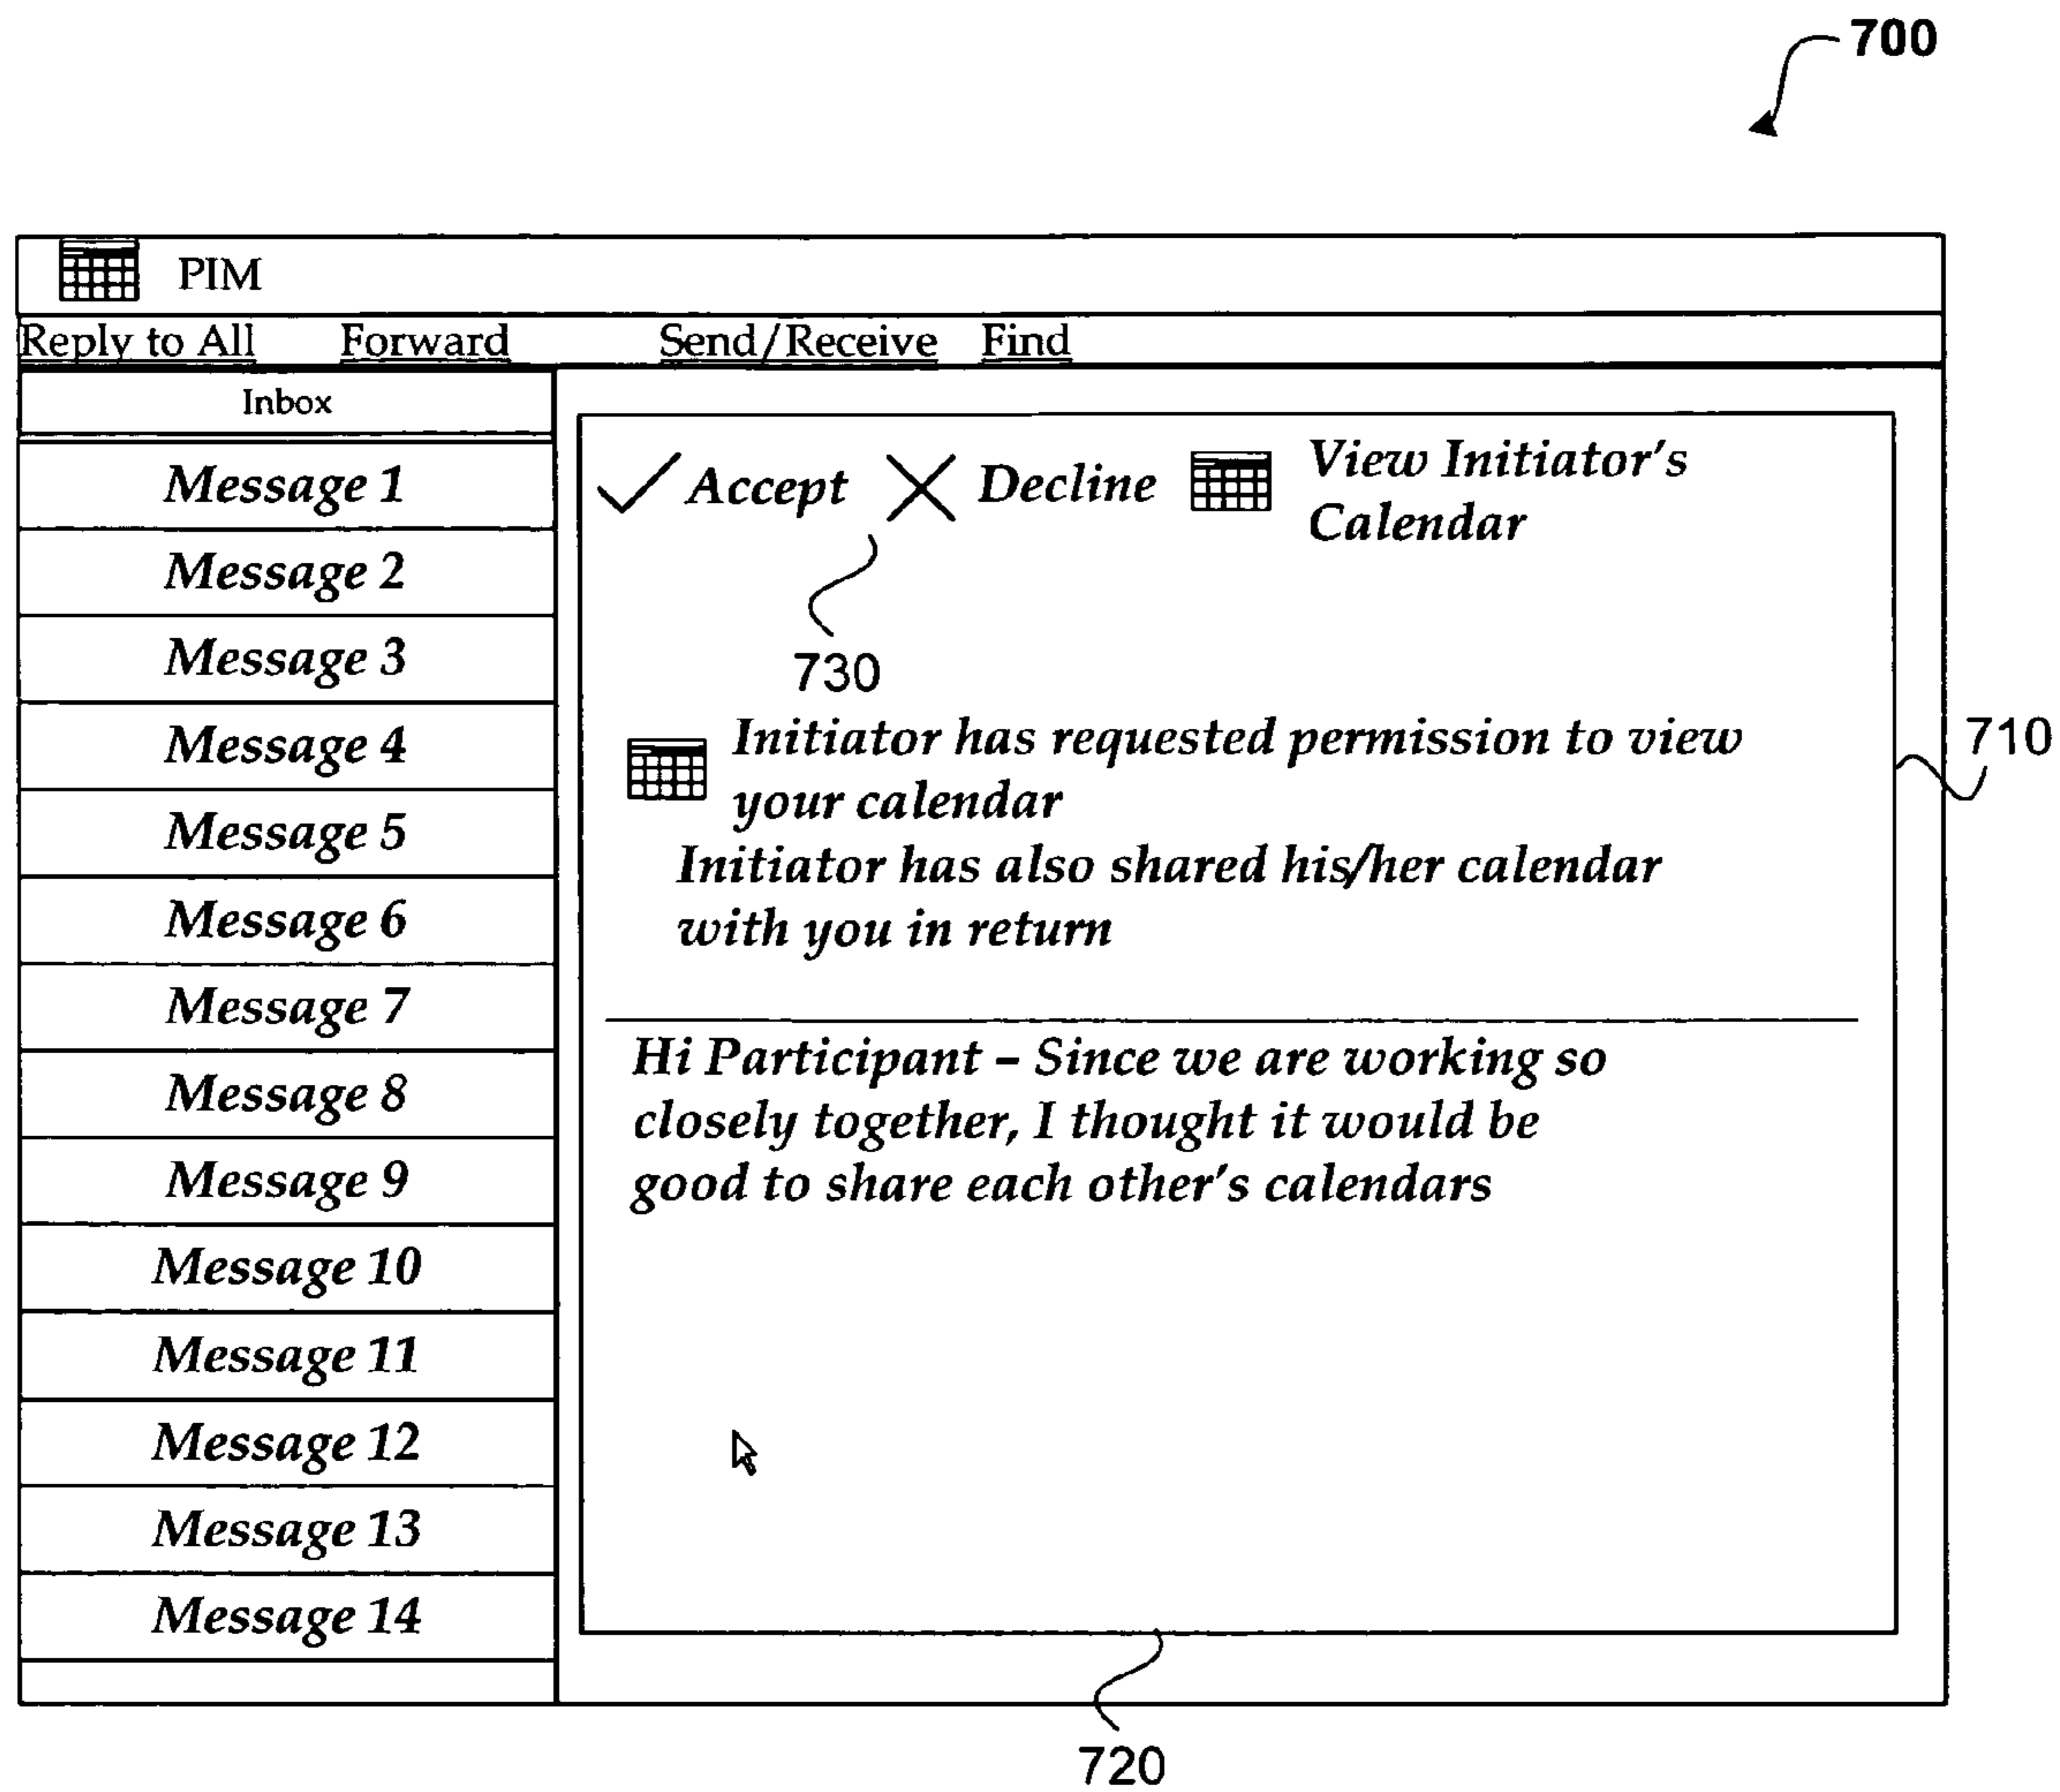 700
PIM
Reply to All Forward Send/Receive Find
Inbox
Message 1
Message 2
Message 3
Message 4
Message 5
Message 6
Message 7
Message 8
Message 9
Message 10
Message 11
Message 12
Message 13
Message 14
Accept Decline View Initiator's
Calendar
730
Initiator has requested permission to view
your calendar
Initiator has also shared his/her calendar
with you in return
710
Hi Participant – Since we are working so
closely together, I thought it would be
good to share each other's calendars
720